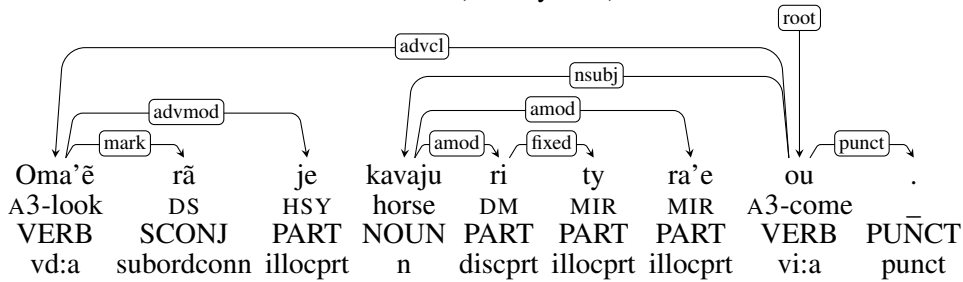 root
advcl
nsubj
advmod
amod
mark
amod
fixed
punct
Oma'ẽ rã je kavaju ri ty ra'e ou .
A3-look DS HSY horse DM MIR MIR A3-come _
VERB SCONJ PART NOUN PART PART PART VERB PUNCT
vd:a subordconn illocprt n discprt illocprt illocprt vi:a punct